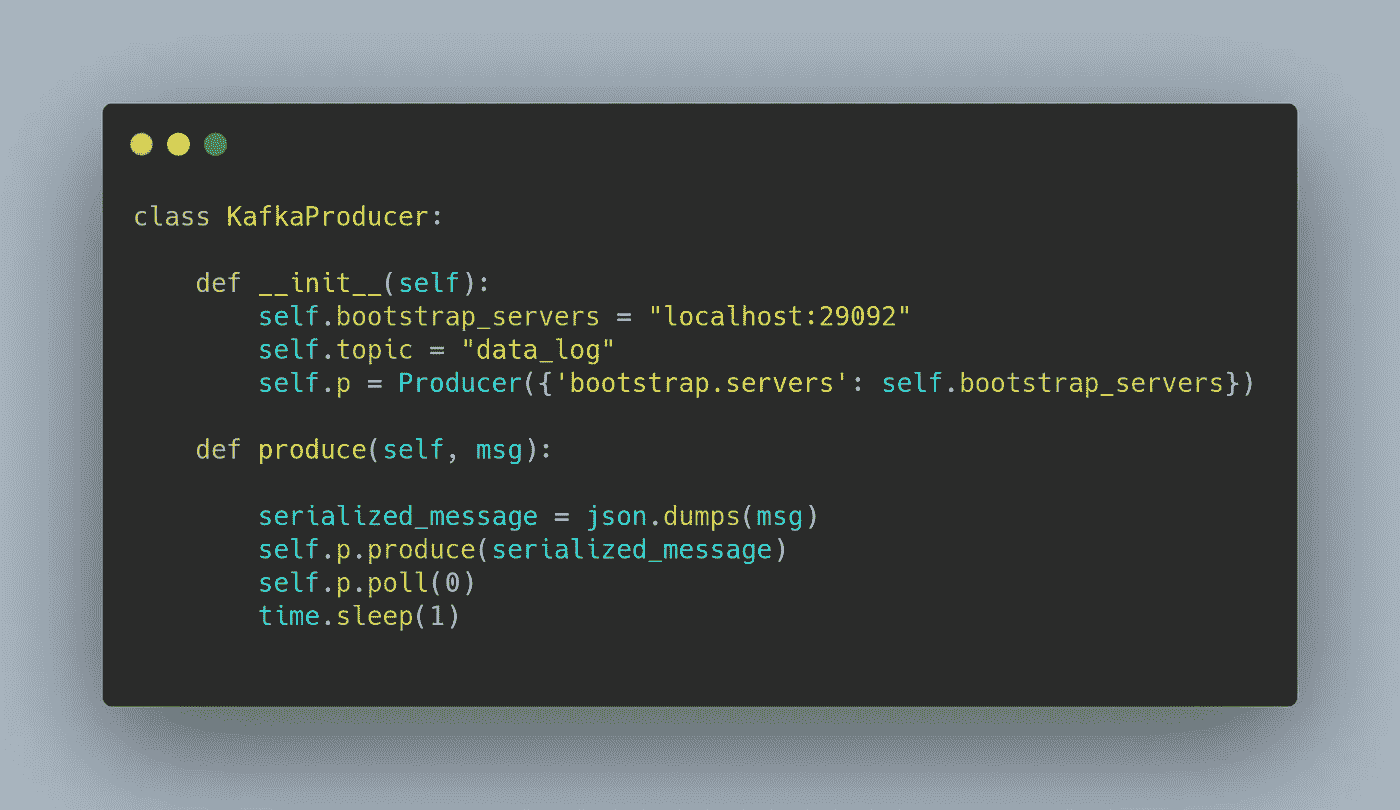 class KafkaProducer:
    def __init__(self):
        self.bootstrap_servers = "localhost:29092"
        self.topic = "data_log"
        self.p = Producer({'bootstrap.servers': self.bootstrap_servers})
    def produce(self, msg):
        serialized_message = json.dumps(msg)
        self.p.produce(serialized_message)
        self.p.poll(0)
        time.sleep(1)